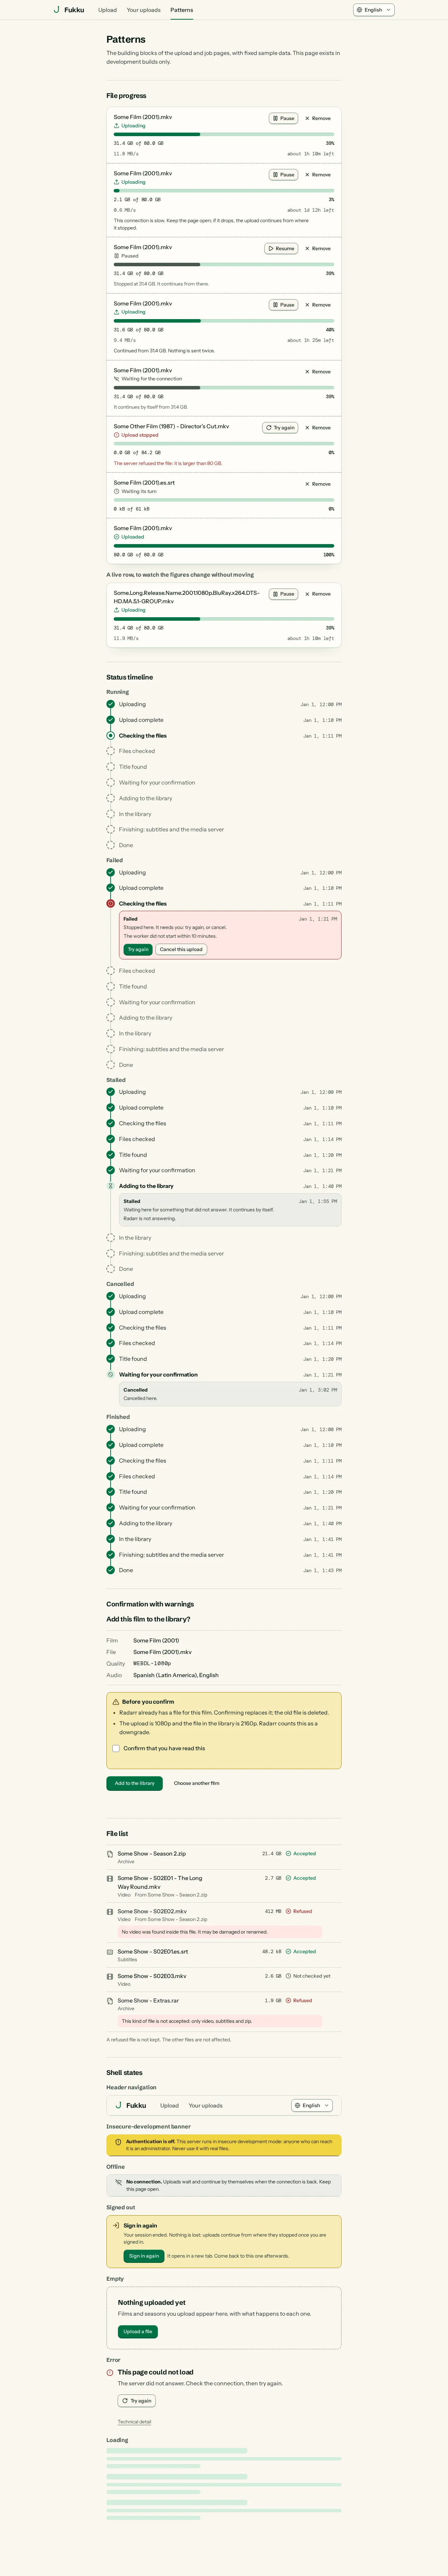 Fukku Upload Your uploads Patterns English
Patterns
The building blocks of the upload and job pages, with fixed sample data. This page exists in
development builds only.
File progress
Some Film (2001).mkv Pause Remove
Uploading
31.4 GB of 80.0 GB 39%
11.8 MB/s about 1h 10m left
Some Film (2001).mkv Pause Remove
Uploading
2.1 GB of 80.0 GB 3%
0.6 MB/s about 1d 12h left
This connection is slow. Keep the page open; if it drops, the upload continues from where
it stopped.
Some Film (2001).mkv Resume Remove
Paused
31.4 GB of 80.0 GB 39%
Stopped at 31.4 GB. It continues from there.
Some Film (2001).mkv Pause Remove
Uploading
31.6 GB of 80.0 GB 40%
9.4 MB/s about 1h 25m left
Continued from 31.4 GB. Nothing is sent twice.
Some Film (2001).mkv Remove
Waiting for the connection
31.4 GB of 80.0 GB 39%
It continues by itself from 31.4 GB.
Some Other Film (1987) – Director's Cut.mkv Try again Remove
Upload stopped
0.0 GB of 84.2 GB 0%
The server refused the file: it is larger than 80 GB.
Some Film (2001).es.srt Remove
Waiting its turn
0 kB of 61 kB 0%
Some Film (2001).mkv
Uploaded
80.0 GB of 80.0 GB 100%
A live row, to watch the figures change without moving
Some.Long.Release.Name.2001.1080p.BluRay.x264.DTS-
HD.MA.5.1-GROUP.mkv Pause Remove
Uploading
31.4 GB of 80.0 GB 39%
11.9 MB/s about 1h 10m left
Status timeline
Running
Uploading Jan 1, 12:00 PM
Upload complete Jan 1, 1:10 PM
Checking the files Jan 1, 1:11 PM
Files checked
Title found
Waiting for your confirmation
Adding to the library
In the library
Finishing: subtitles and the media server
Done
Failed
Uploading Jan 1, 12:00 PM
Upload complete Jan 1, 1:10 PM
Checking the files Jan 1, 1:11 PM
Failed Jan 1, 1:21 PM
Stopped here. It needs you: try again, or cancel.
The worker did not start within 10 minutes.
Try again Cancel this upload
Files checked
Title found
Waiting for your confirmation
Adding to the library
In the library
Finishing: subtitles and the media server
Done
Stalled
Uploading Jan 1, 12:00 PM
Upload complete Jan 1, 1:10 PM
Checking the files Jan 1, 1:11 PM
Files checked Jan 1, 1:14 PM
Title found Jan 1, 1:20 PM
Waiting for your confirmation Jan 1, 1:21 PM
Adding to the library Jan 1, 1:40 PM
Stalled Jan 1, 1:55 PM
Waiting here for something that did not answer. It continues by itself.
Radarr is not answering.
In the library
Finishing: subtitles and the media server
Done
Cancelled
Uploading Jan 1, 12:00 PM
Upload complete Jan 1, 1:10 PM
Checking the files Jan 1, 1:11 PM
Files checked Jan 1, 1:14 PM
Title found Jan 1, 1:20 PM
Waiting for your confirmation Jan 1, 1:21 PM
Cancelled Jan 1, 3:02 PM
Cancelled here.
Finished
Uploading Jan 1, 12:00 PM
Upload complete Jan 1, 1:10 PM
Checking the files Jan 1, 1:11 PM
Files checked Jan 1, 1:14 PM
Title found Jan 1, 1:20 PM
Waiting for your confirmation Jan 1, 1:21 PM
Adding to the library Jan 1, 1:40 PM
In the library Jan 1, 1:41 PM
Finishing: subtitles and the media server Jan 1, 1:41 PM
Done Jan 1, 1:43 PM
Confirmation with warnings
Add this film to the library?
Film Some Film (2001)
File Some Film (2001).mkv
Quality WEBDL-1080p
Audio Spanish (Latin America), English
Before you confirm
• Radarr already has a file for this film. Confirming replaces it; the old file is deleted.
• The upload is 1080p and the file in the library is 2160p. Radarr counts this as a
downgrade.
Confirm that you have read this
Add to the library Choose another film
File list
Some Show – Season 2.zip 21.4 GB Accepted
Archive
Some Show – S02E01 – The Long
Way Round.mkv 2.7 GB Accepted
Video From Some Show – Season 2.zip
Some Show – S02E02.mkv 412 MB Refused
Video From Some Show – Season 2.zip
No video was found inside this file. It may be damaged or renamed.
Some Show – S02E01.es.srt 48.2 kB Accepted
Subtitles
Some Show – S02E03.mkv 2.6 GB Not checked yet
Video
Some Show – Extras.rar 1.9 GB Refused
Archive
This kind of file is not accepted: only video, subtitles and zip.
A refused file is not kept. The other files are not affected.
Shell states
Header navigation
Fukku Upload Your uploads English
Insecure-development banner
Authentication is off. This server runs in insecure development mode: anyone who can reach
it is an administrator. Never use it with real files.
Offline
No connection. Uploads wait and continue by themselves when the connection is back. Keep
this page open.
Signed out
Sign in again
Your session ended. Nothing is lost: uploads continue from where they stopped once you are
signed in.
Sign in again It opens in a new tab. Come back to this one afterwards.
Empty
Nothing uploaded yet
Films and seasons you upload appear here, with what happens to each one.
Upload a file
Error
This page could not load
The server did not answer. Check the connection, then try again.
Try again
Technical detail
Loading